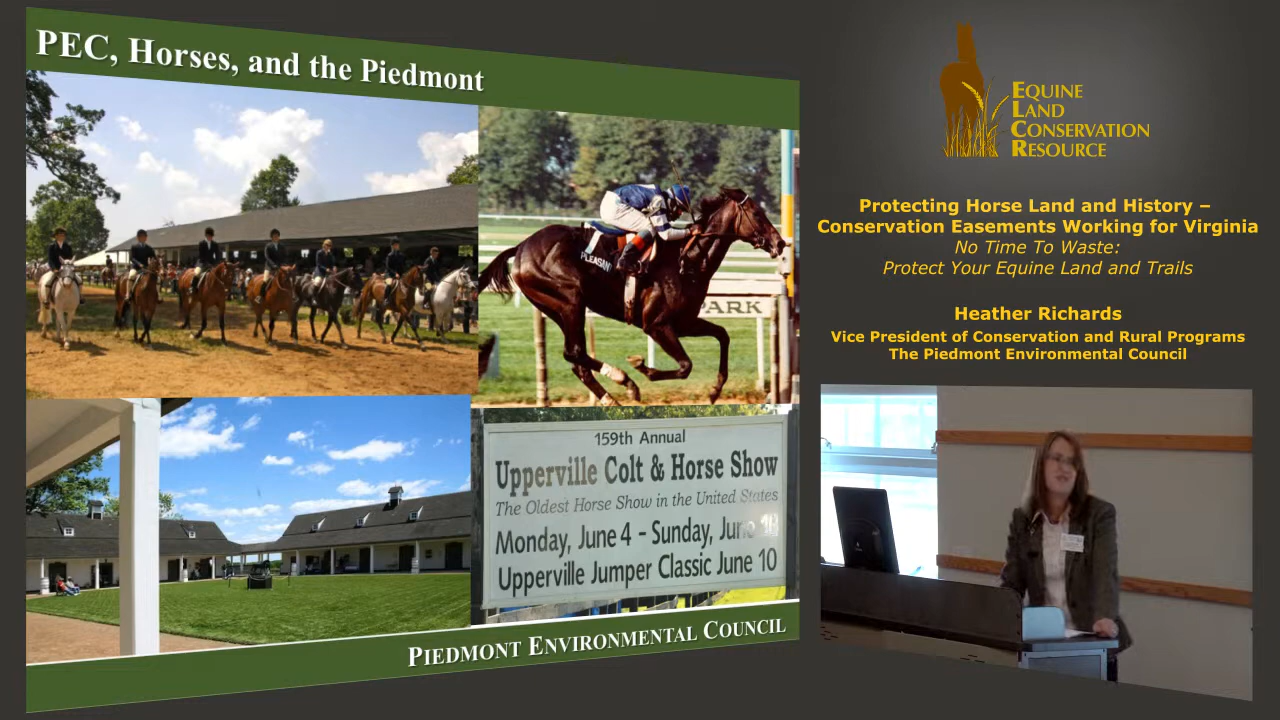 PEC, Horses, and the Piedmont
PLEASANT
PARK
159th Annual
Upperville Colt & Horse Show
The Oldest Horse Show in the United States
Monday, June 4 - Sunday, June 10
Upperville Jumper Classic June 10
PIEDMONT ENVIRONMENTAL COUNCIL
EQUINE
LAND
CONSERVATION
RESOURCE
Protecting Horse Land and History –
Conservation Easements Working for Virginia
No Time To Waste:
Protect Your Equine Land and Trails
Heather Richards
Vice President of Conservation and Rural Programs
The Piedmont Environmental Council